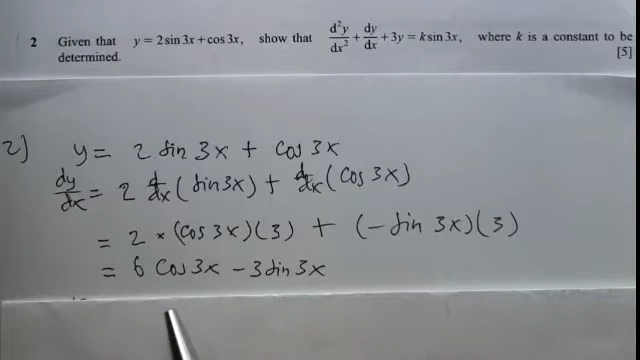 2 Given that y = 2 sin 3x + cos 3x, show that d²y/dx² + dy/dx + 3y = k sin 3x, where k is a constant to be
determined. [5]
2) y = 2 sin 3x + cos 3x
dy/dx = 2 d/dx (sin 3x) + d/dx (cos 3x)
= 2 × (cos 3x)(3) + (- sin 3x)(3)
= 6 cos 3x - 3 sin 3x